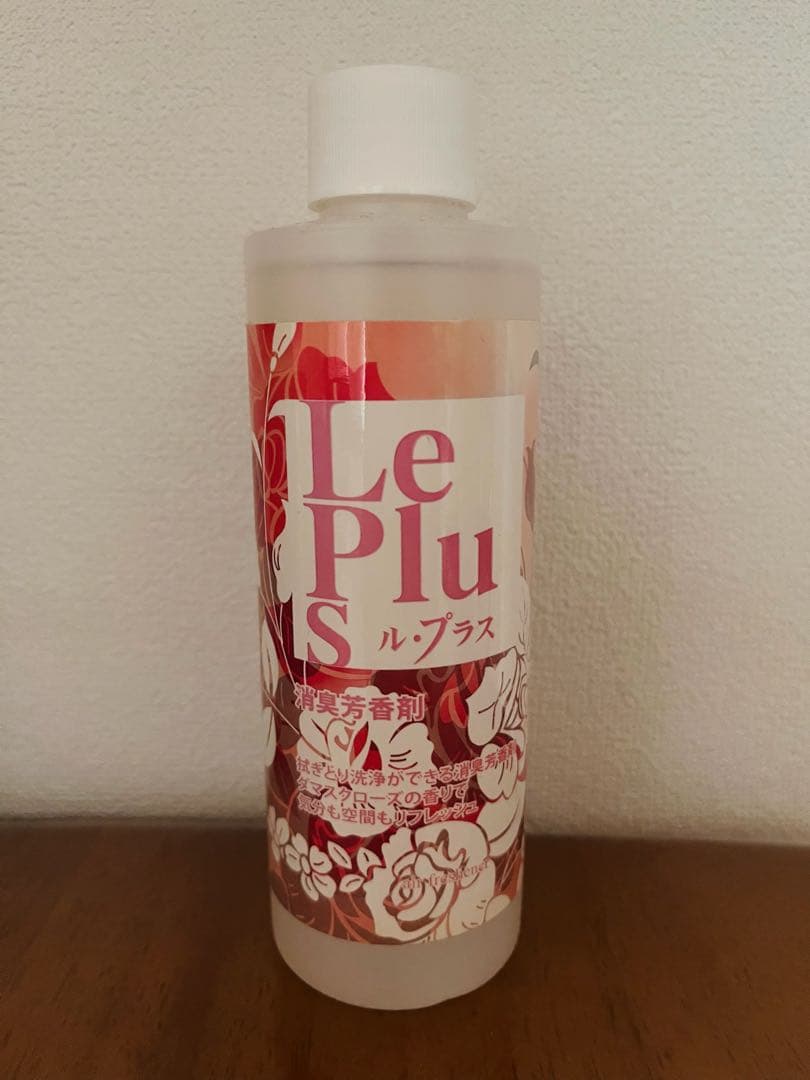 Le
Plu
s
ル・プラス
消臭芳香剤
拭きとり洗浄ができる消臭芳香剤
ダマスクローズの香りで
気分も空間もリフレッシュ
air freshener